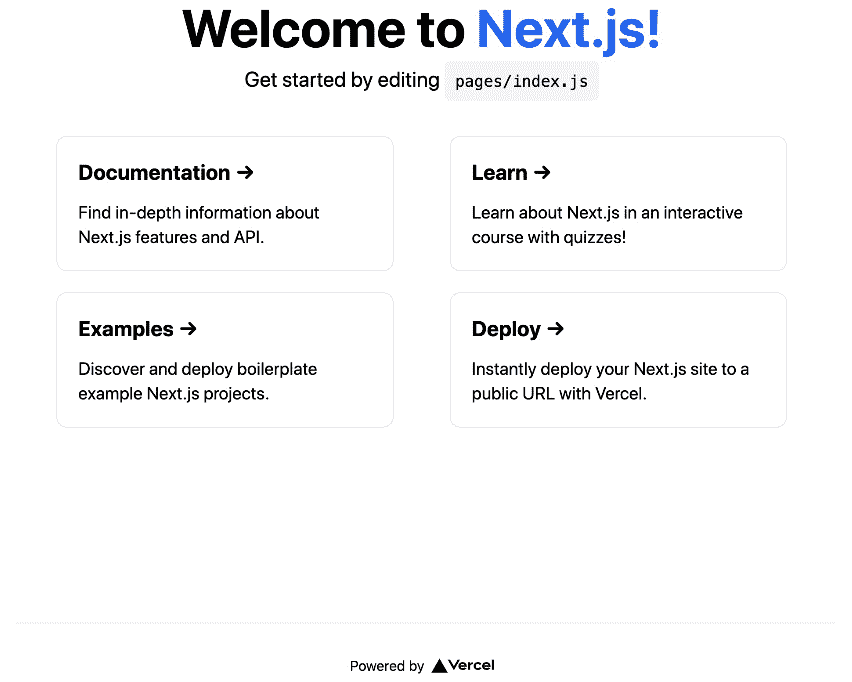 Welcome to Next.js!
Get started by editing pages/index.js
Documentation →
Find in-depth information about
Next.js features and API.
Learn →
Learn about Next.js in an interactive
course with quizzes!
Examples →
Discover and deploy boilerplate
example Next.js projects.
Deploy →
Instantly deploy your Next.js site to a
public URL with Vercel.
Powered by Vercel